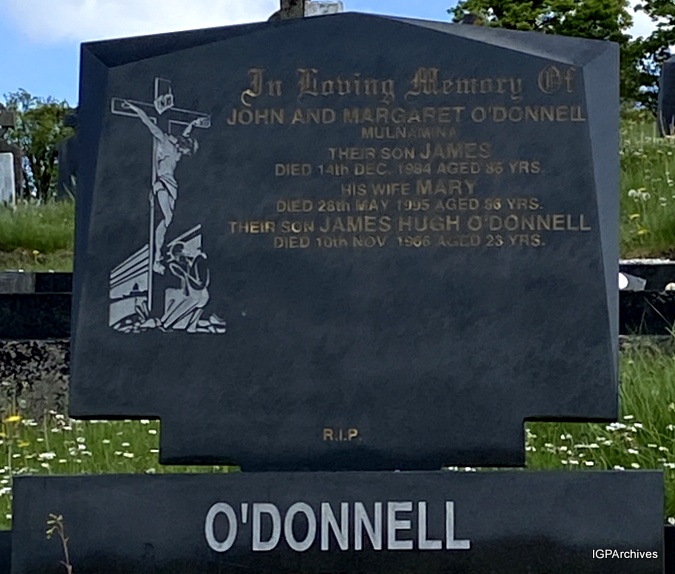 In Loving Memory Of
JOHN AND MARGARET O'DONNELL
MULNAMINA
THEIR SON JAMES
DIED 14th DEC. 1984 AGED 85 YRS.
HIS WIFE MARY
DIED 28th MAY 1995 AGED 86 YRS.
THEIR SON JAMES HUGH O'DONNELL
DIED 10th NOV. 1966 AGED 23 YRS.
R.I.P.
O'DONNELL
IGPArchives